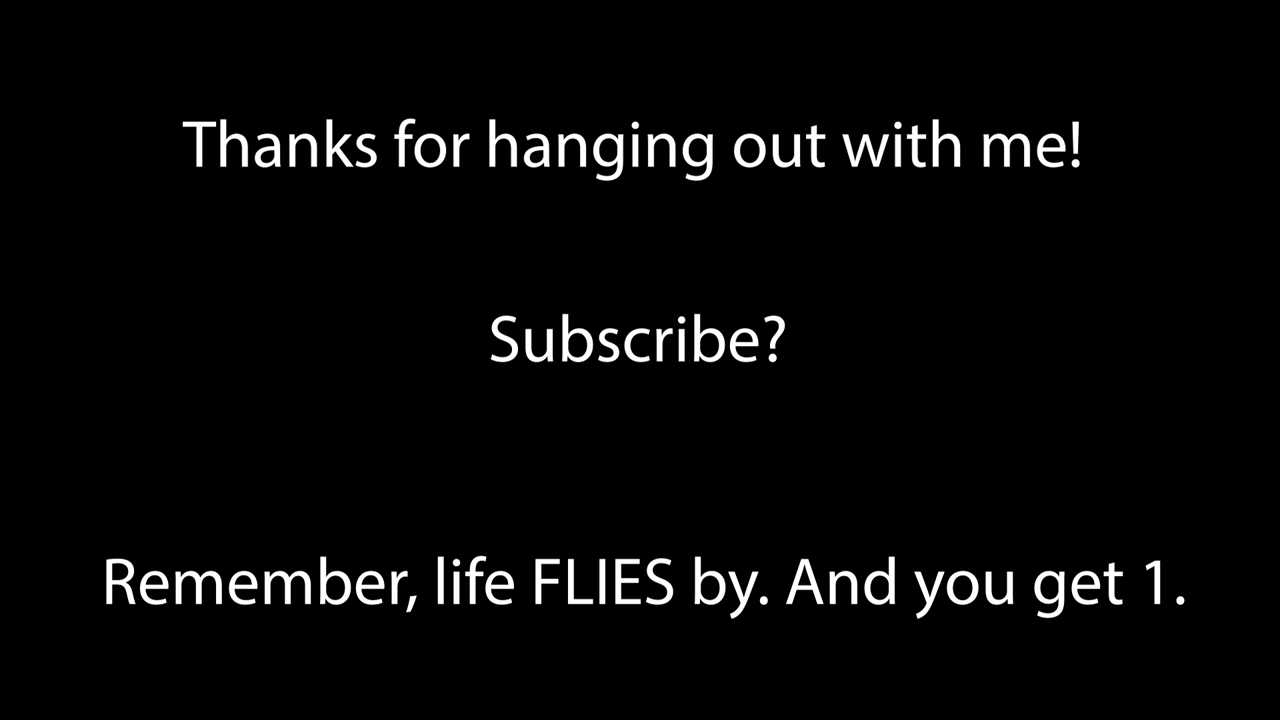 Thanks for hanging out with me!
Subscribe?
Remember, life FLIES by. And you get 1.